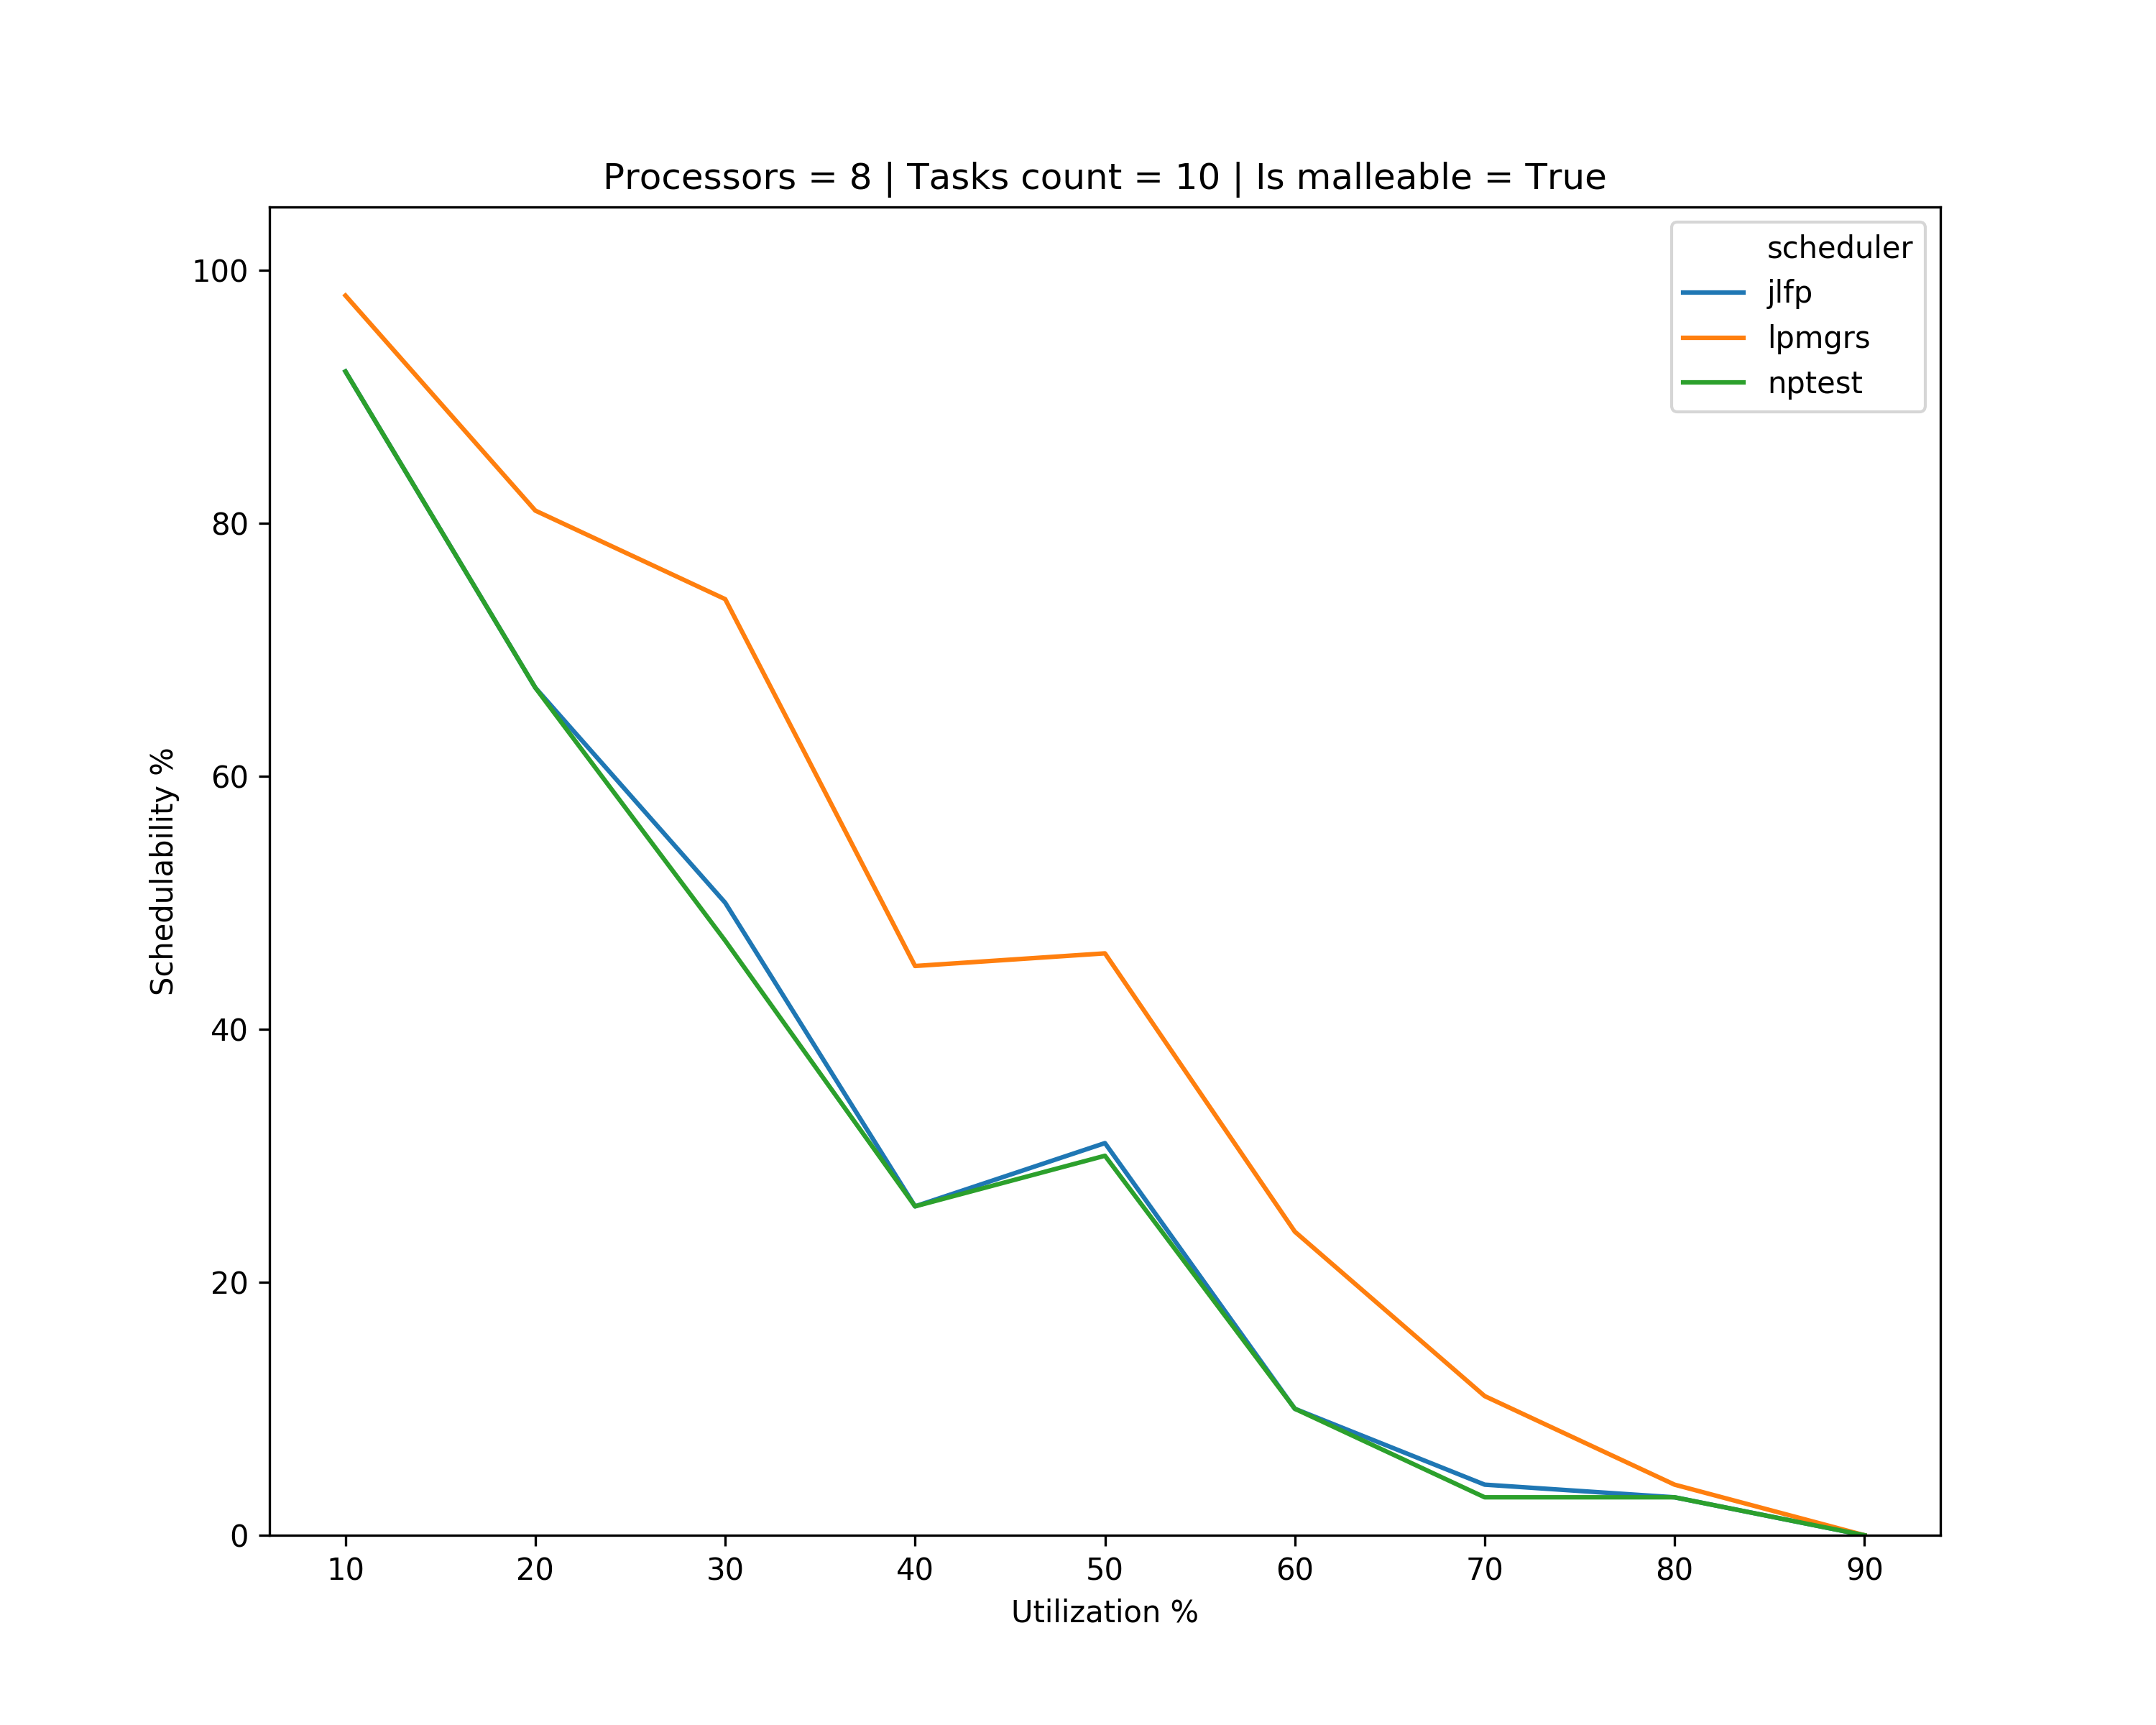 Processors = 8 | Tasks count = 10 | Is malleable = True
scheduler
jlfp
lpmgrs
nptest
Schedulability %
100
80
60
40
20
0
10 20 30 40 50 60 70 80 90
Utilization %